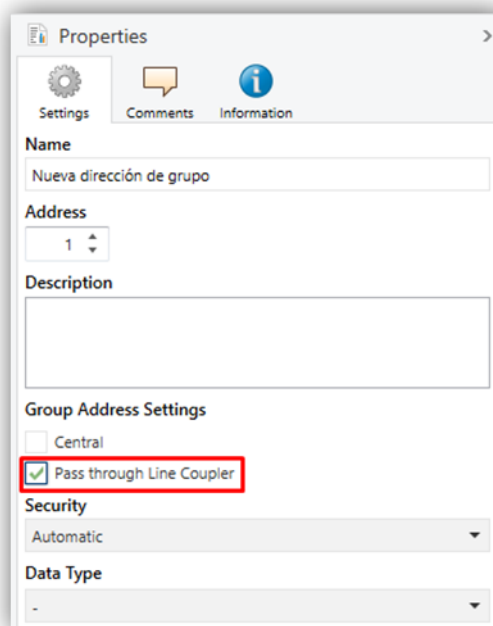 Properties
Settings Comments Information
Name
Nueva dirección de grupo
Address
1
Description
Group Address Settings
Central
Pass through Line Coupler
Security
Automatic
Data Type
-